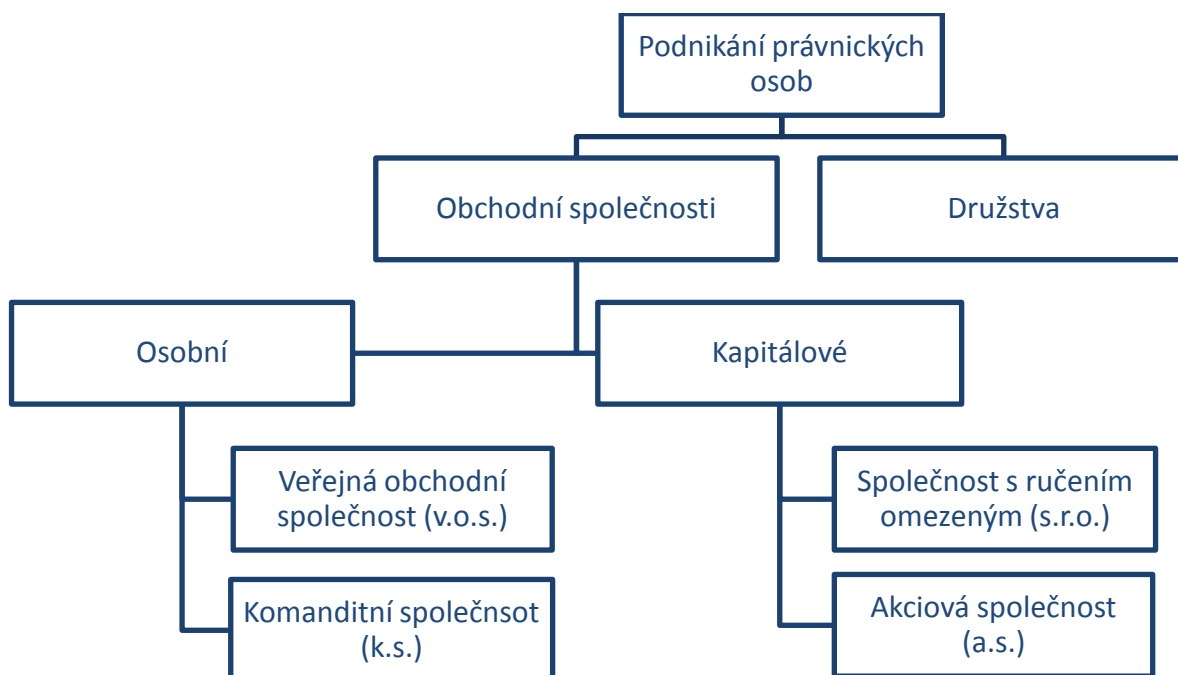 Podnikání právnických
osob
Obchodní společnosti
Družstva
Osobní
Kapitálové
Veřejná obchodní
společnost (v.o.s.)
Společnost s ručením
omezeným (s.r.o.)
Komanditní společnsot
(k.s.)
Akciová společnost
(a.s.)